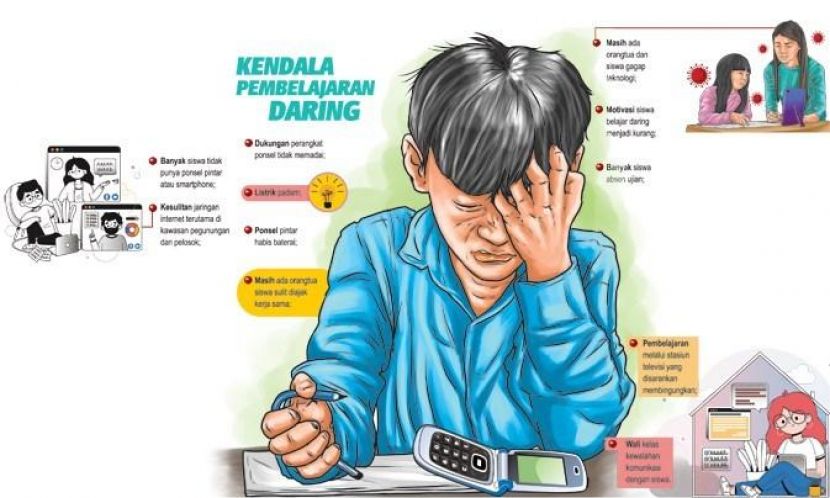 KENDALA
PEMBELAJARAN
DARING
Banyak siswa tidak
punya ponsel pintar
atau smartphone;
Kesulitan jaringan
internet terutama di
kawasan pegunungan
dan pelosok;
Dukungan perangkat
ponsel tidak memadai;
Listrik padam;
Ponsel pintar
habis baterai;
Masih ada orangtua
siswa sulit diajak
kerja sama;
Masih ada
orangtua dan
siswa gagap
teknologi;
Motivasi siswa
belajar daring
menjadi kurang;
Banyak siswa
absen ujian;
Pembelajaran
melalui stasiun
televisi yang
disarankan
membingungkan;
Wali kelas
kewalahan
komunikasi
dengan siswa.